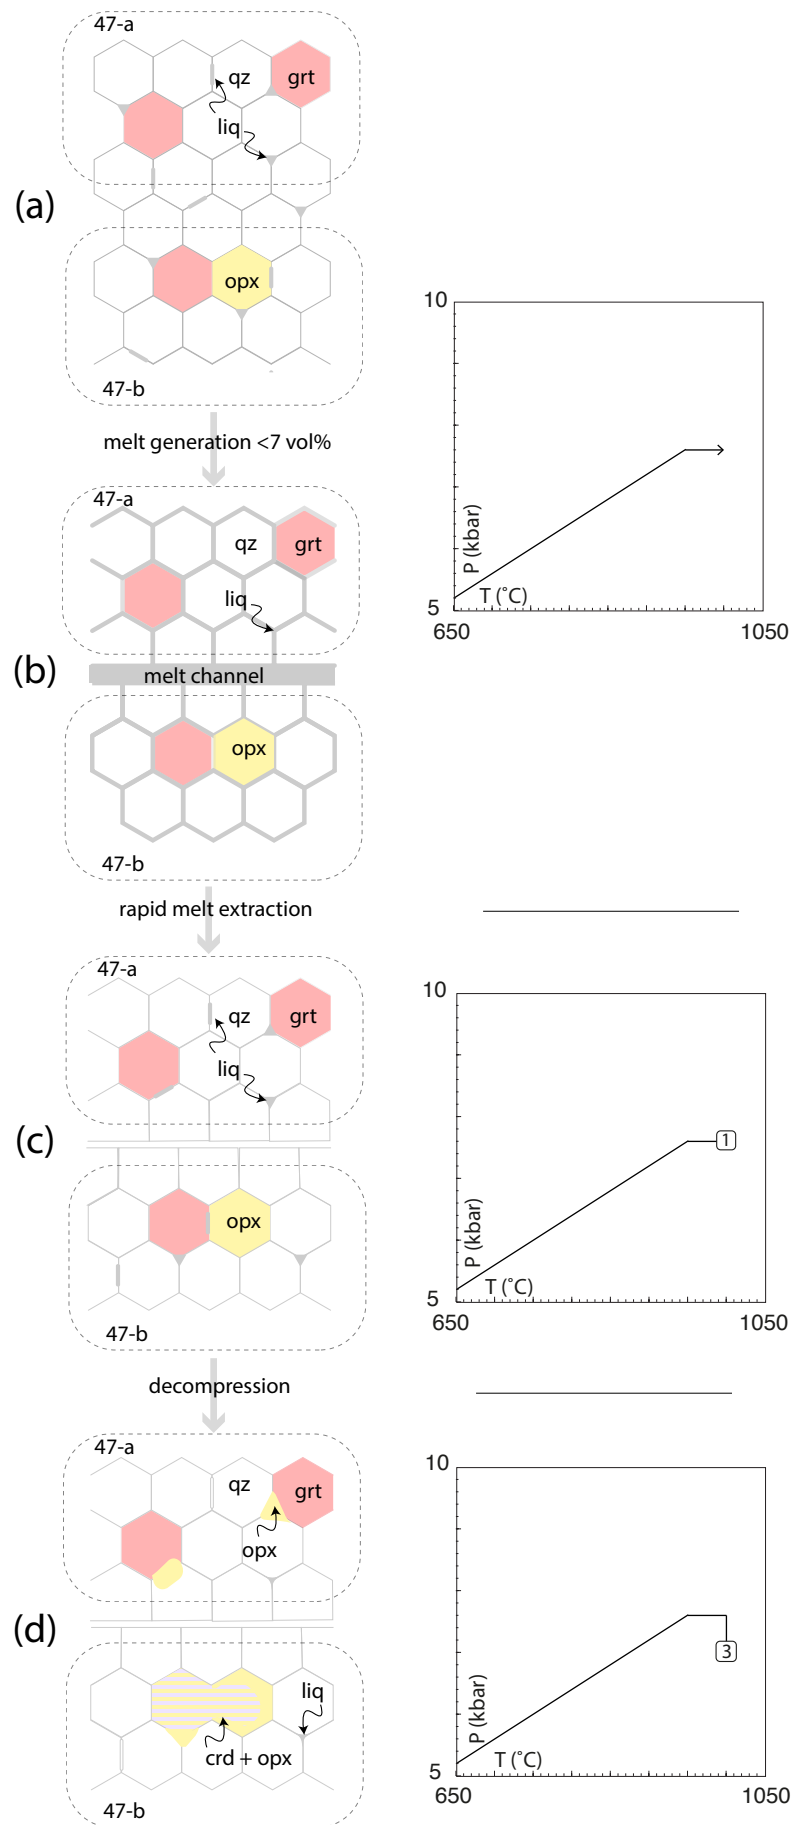 47-a
qz
grt
liq
(a)
opx
47-b
melt generation <7 vol%
10
P (kbar)
T (˚C)
5
650
1050
47-a
qz
grt
liq
(b)
melt channel
opx
47-b
rapid melt extraction
47-a
qz
grt
liq
(c)
opx
47-b
10
1
P (kbar)
T (˚C)
5
650
1050
decompression
47-a
qz
grt
opx
(d)
liq
crd + opx
47-b
10
3
P (kbar)
T (˚C)
5
650
1050